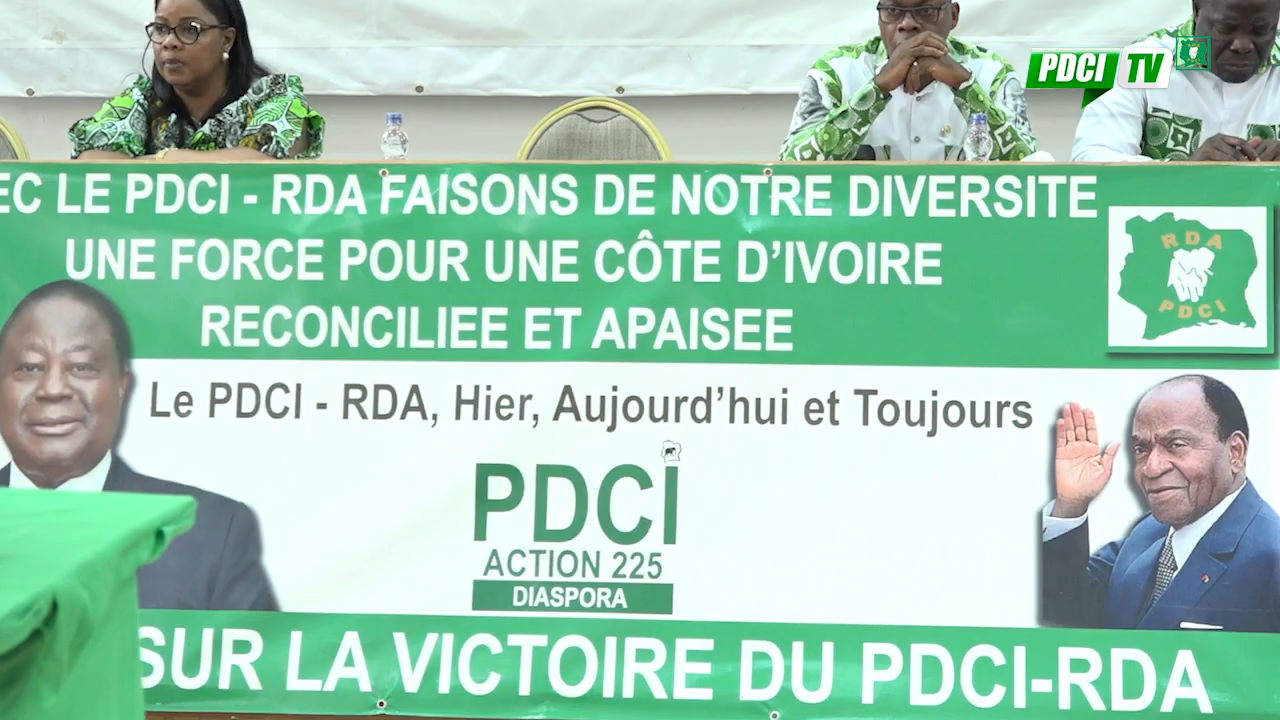 PDCI TV
EC LE PDCI - RDA FAISONS DE NOTRE DIVERSITE
UNE FORCE POUR UNE CÔTE D'IVOIRE
RECONCILIEE ET APAISEE
RDA
PDCI
Le PDCI - RDA, Hier, Aujourd'hui et Toujours
PDCI
ACTION 225
DIASPORA
SUR LA VICTOIRE DU PDCI-RDA